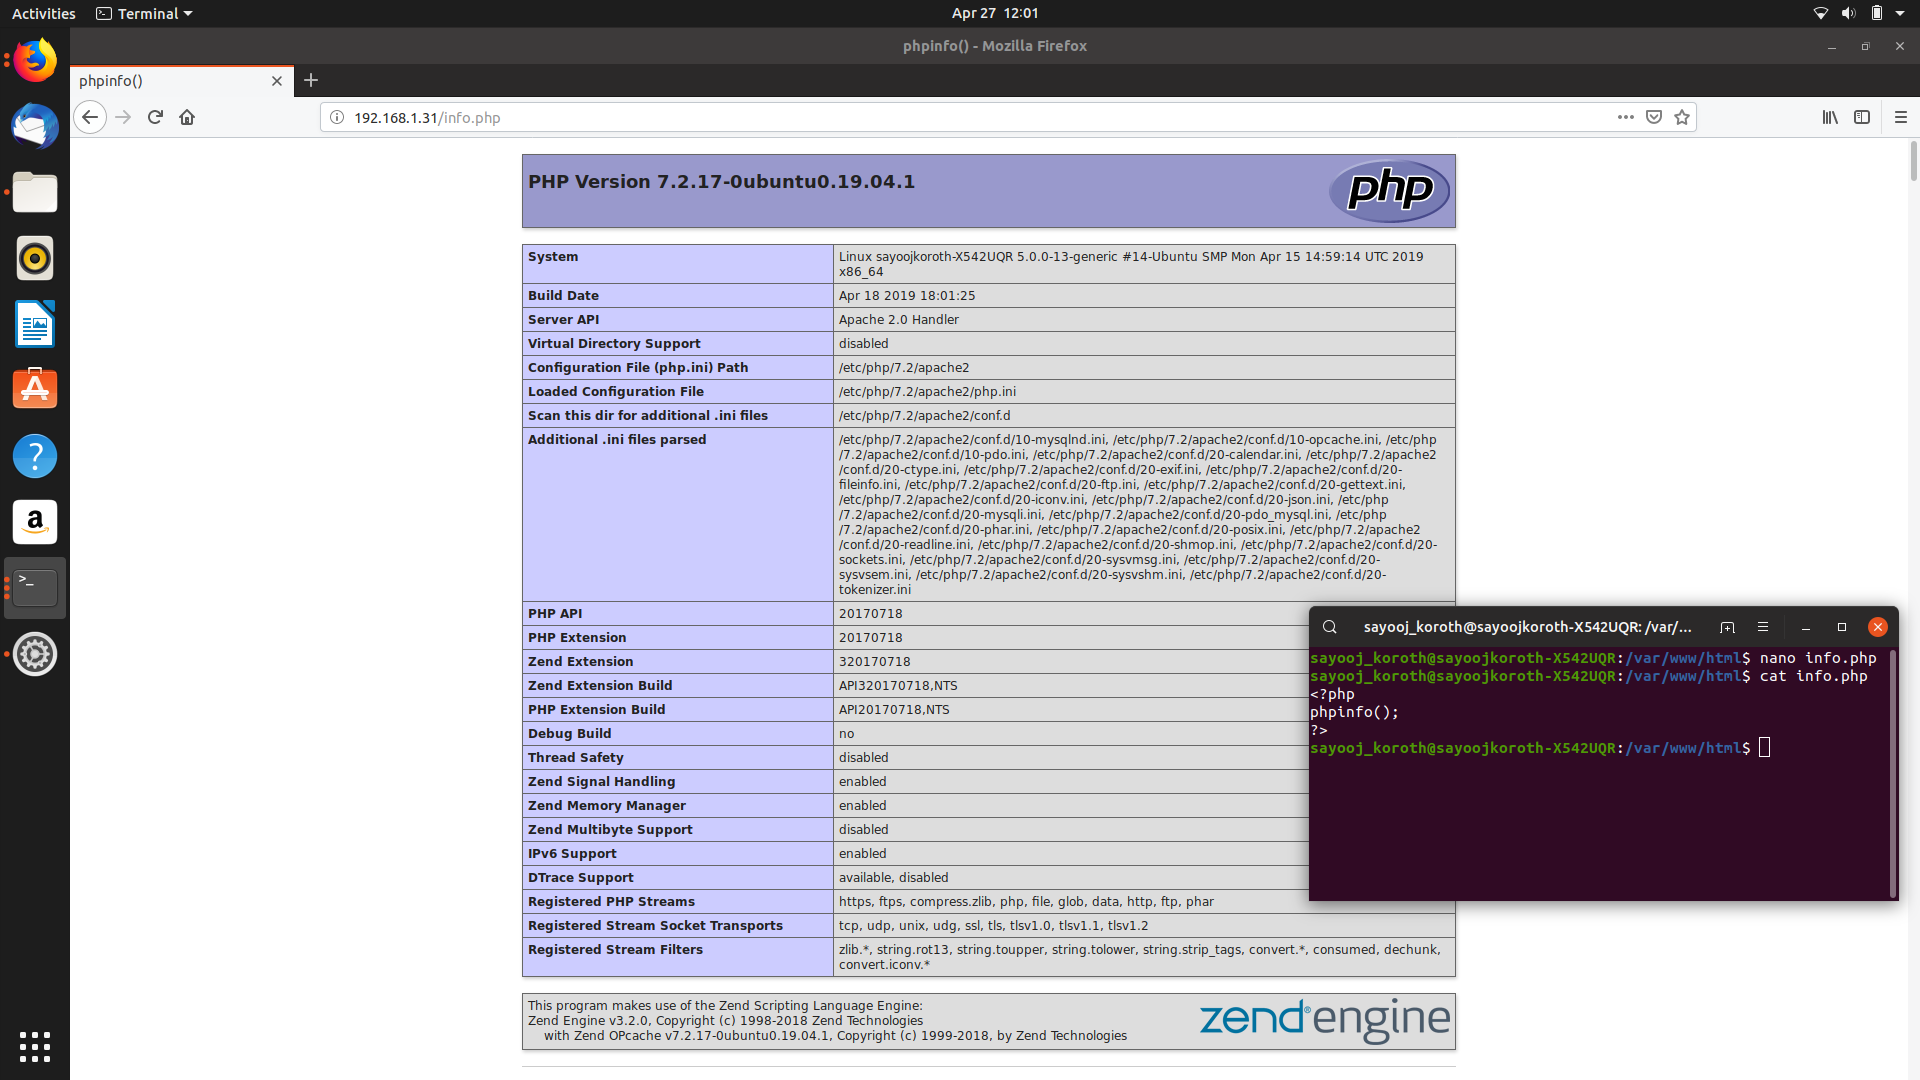 Activities
Terminal
Apr 27 12:01
phpinfo() - Mozilla Firefox
phpinfo()
192.168.1.31/info.php
PHP Version 7.2.17-0ubuntu0.19.04.1
php
System Linux sayoojkoroth-X542UQR 5.0.0-13-generic #14-Ubuntu SMP Mon Apr 15 14:59:14 UTC 2019
x86_64
Build Date Apr 18 2019 18:01:25
Server API Apache 2.0 Handler
Virtual Directory Support disabled
Configuration File (php.ini) Path /etc/php/7.2/apache2
Loaded Configuration File /etc/php/7.2/apache2/php.ini
Scan this dir for additional .ini files /etc/php/7.2/apache2/conf.d
Additional .ini files parsed /etc/php/7.2/apache2/conf.d/10-mysqlnd.ini, /etc/php/7.2/apache2/conf.d/10-opcache.ini, /etc/php
/7.2/apache2/conf.d/10-pdo.ini, /etc/php/7.2/apache2/conf.d/20-calendar.ini, /etc/php/7.2/apache2
/conf.d/20-ctype.ini, /etc/php/7.2/apache2/conf.d/20-exif.ini, /etc/php/7.2/apache2/conf.d/20-
fileinfo.ini, /etc/php/7.2/apache2/conf.d/20-ftp.ini, /etc/php/7.2/apache2/conf.d/20-gettext.ini,
/etc/php/7.2/apache2/conf.d/20-iconv.ini, /etc/php/7.2/apache2/conf.d/20-json.ini, /etc/php
/7.2/apache2/conf.d/20-mysqli.ini, /etc/php/7.2/apache2/conf.d/20-pdo_mysql.ini, /etc/php
/7.2/apache2/conf.d/20-phar.ini, /etc/php/7.2/apache2/conf.d/20-posix.ini, /etc/php/7.2/apache2
/conf.d/20-readline.ini, /etc/php/7.2/apache2/conf.d/20-shmop.ini, /etc/php/7.2/apache2/conf.d/20-
sockets.ini, /etc/php/7.2/apache2/conf.d/20-sysvmsg.ini, /etc/php/7.2/apache2/conf.d/20-
sysvsem.ini, /etc/php/7.2/apache2/conf.d/20-sysvshm.ini, /etc/php/7.2/apache2/conf.d/20-
tokenizer.ini
PHP API 20170718
PHP Extension 20170718
Zend Extension 320170718
Zend Extension Build API320170718,NTS
PHP Extension Build API20170718,NTS
Debug Build no
Thread Safety disabled
Zend Signal Handling enabled
Zend Memory Manager enabled
Zend Multibyte Support disabled
IPv6 Support enabled
DTrace Support available, disabled
Registered PHP Streams https, ftps, compress.zlib, php, file, glob, data, http, ftp, phar
Registered Stream Socket Transports tcp, udp, unix, udg, ssl, tls, tlsv1.0, tlsv1.1, tlsv1.2
Registered Stream Filters zlib.*, string.rot13, string.toupper, string.tolower, string.strip_tags, convert.*, consumed, dechunk,
convert.iconv.*
This program makes use of the Zend Scripting Language Engine:
Zend Engine v3.2.0, Copyright (c) 1998-2018 Zend Technologies
with Zend OPcache v7.2.17-0ubuntu0.19.04.1, Copyright (c) 1999-2018, by Zend Technologies
zend® engine
sayooj_koroth@sayoojkoroth-X542UQR: /var/...
sayooj_koroth@sayoojkoroth-X542UQR:/var/www/html$ nano info.php
sayooj_koroth@sayoojkoroth-X542UQR:/var/www/html$ cat info.php
<?php
phpinfo();
?>
sayooj_koroth@sayoojkoroth-X542UQR:/var/www/html$